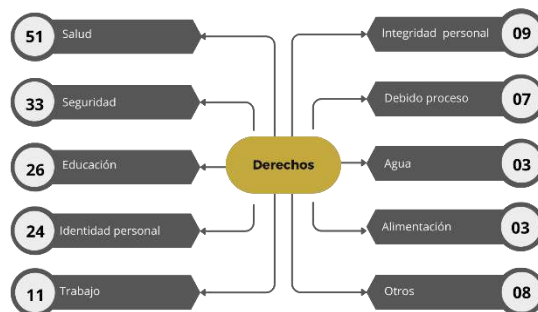 51 Salud
33 Seguridad
26 Educación
24 Identidad personal
11 Trabajo
Derechos
Integridad personal 09
Debido proceso 07
Agua 03
Alimentación 03
Otros 08